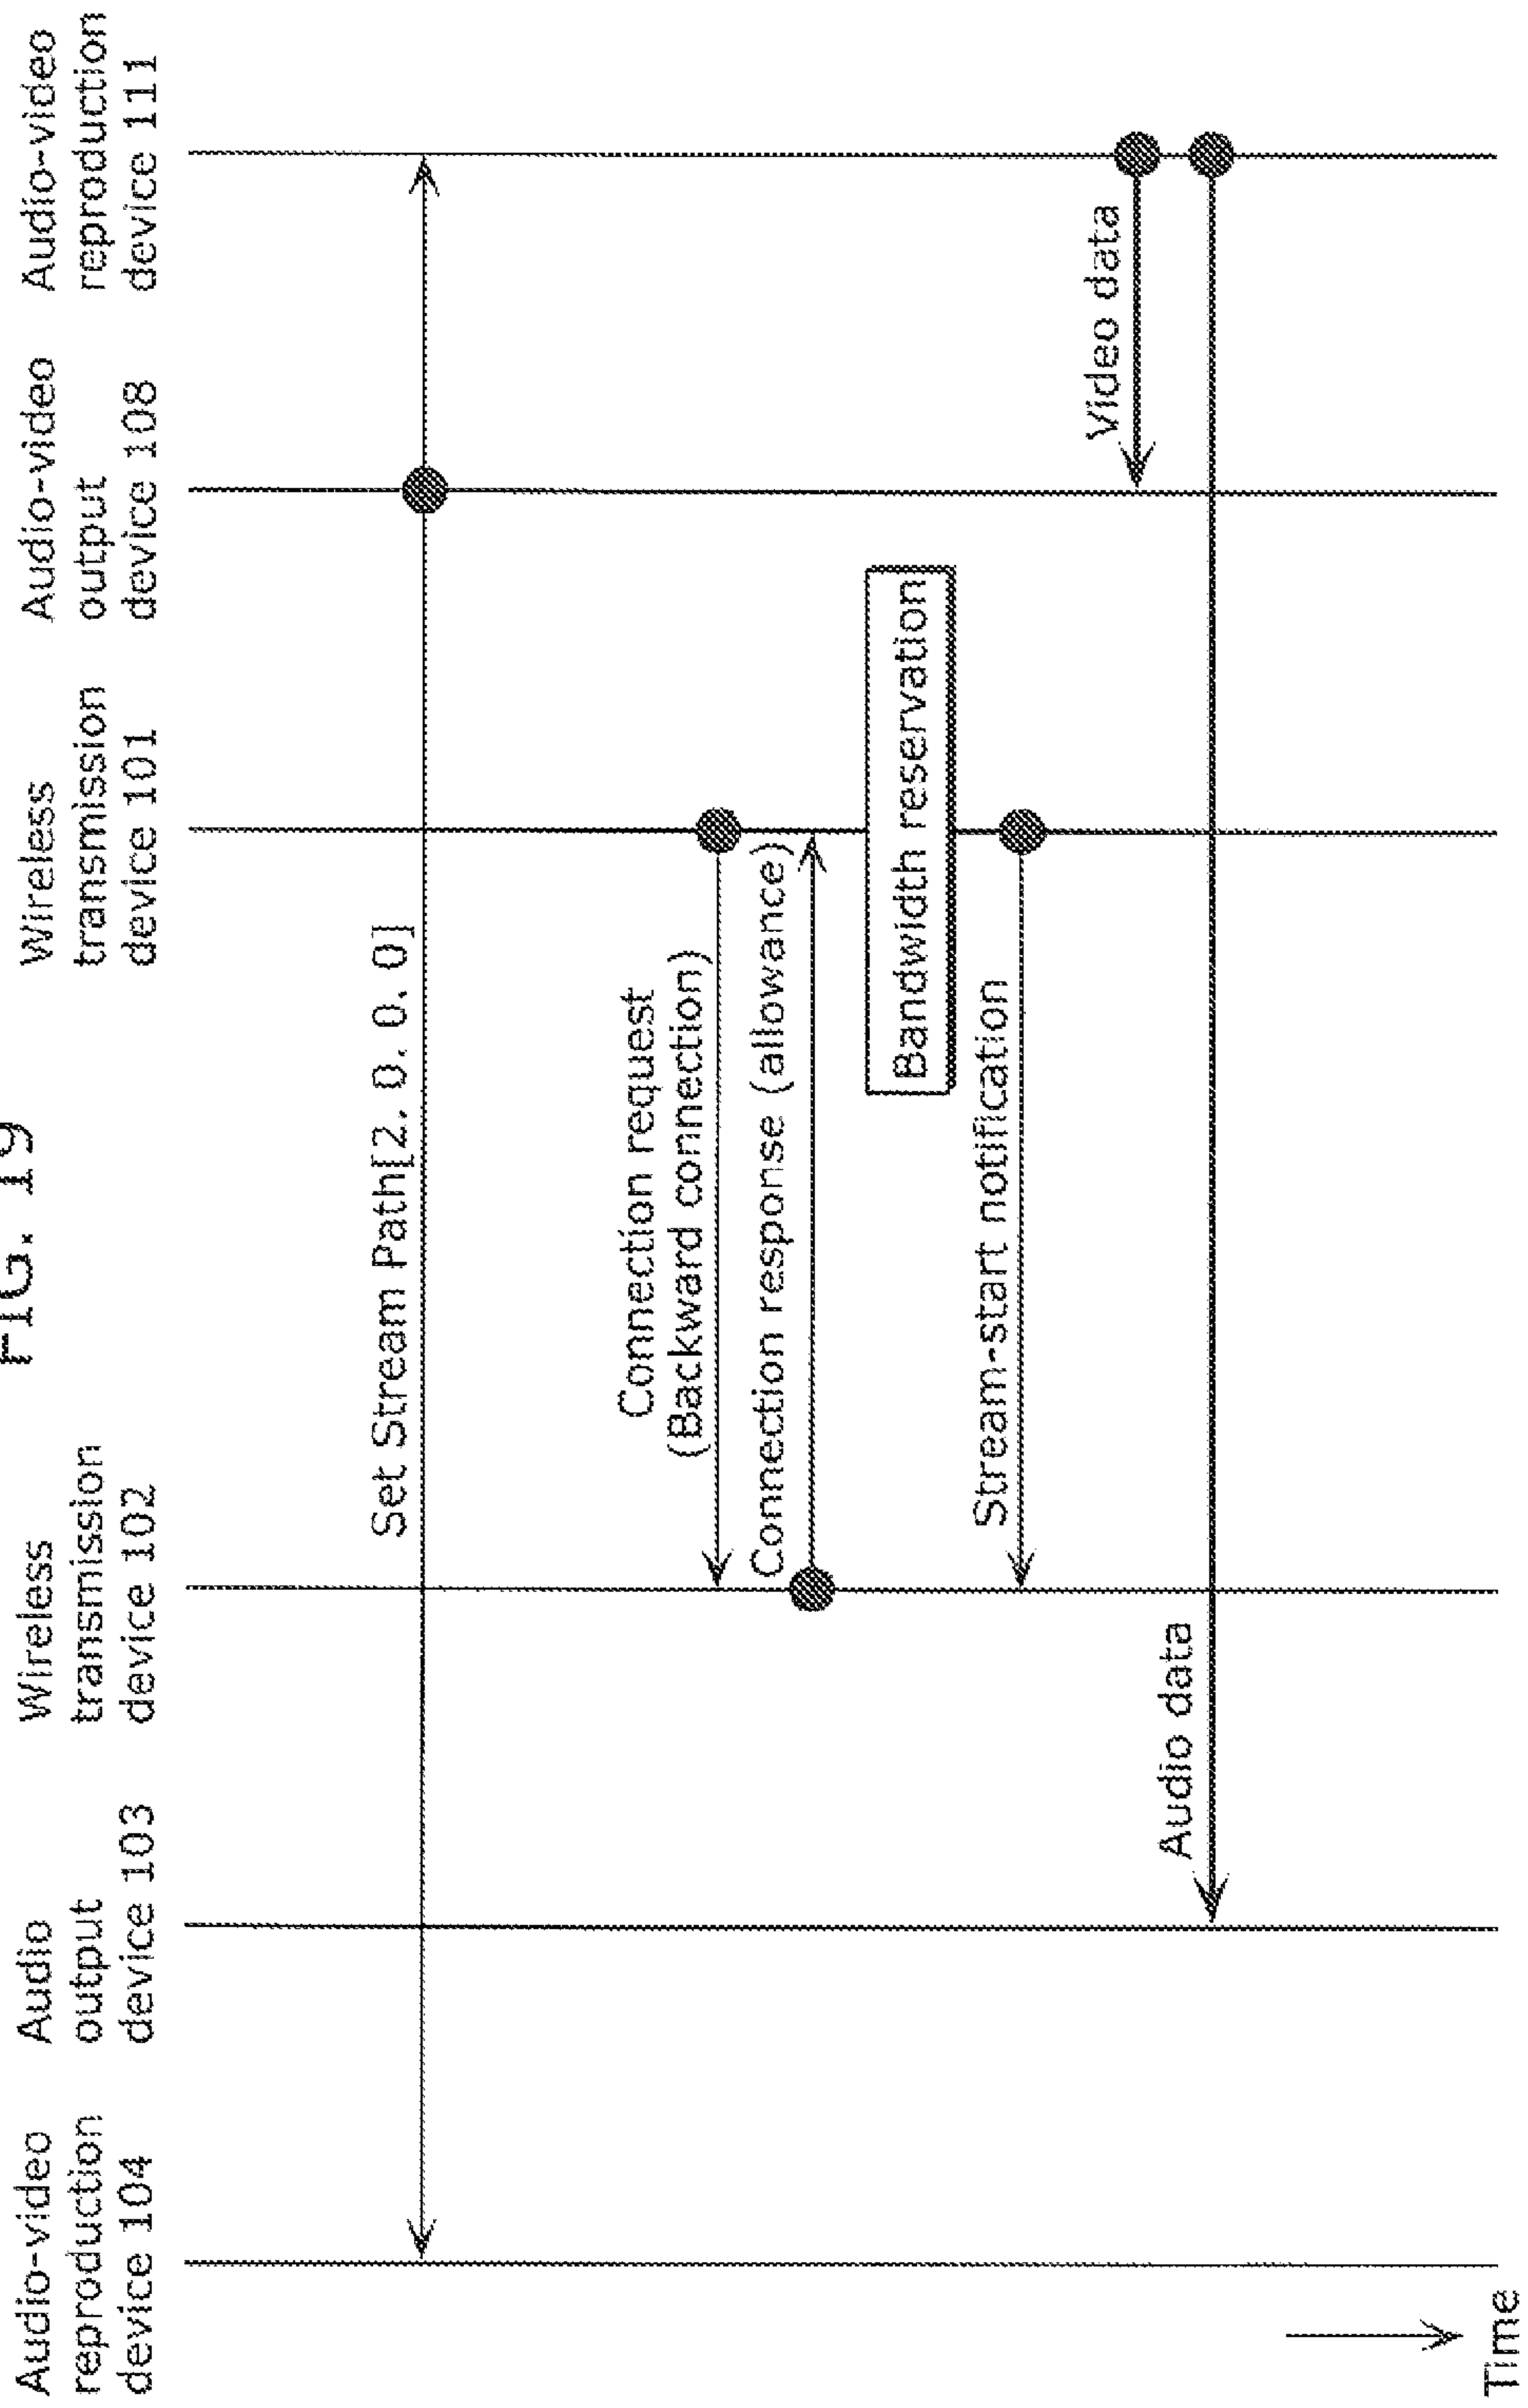 FIG. 19
Audio-video
reproduction
device 104
Audio
output
device 103
Wireless
transmission
device 102
Wireless
transmission
device 101
Audio-video
output
device 108
Audio-video
reproduction
device 111
Set Stream Path[2. 0. 0. 0]
Connection request
(Backward connection)
Connection response (allowance)
Bandwidth reservation
Stream-start notification
Video data
Audio data
Time